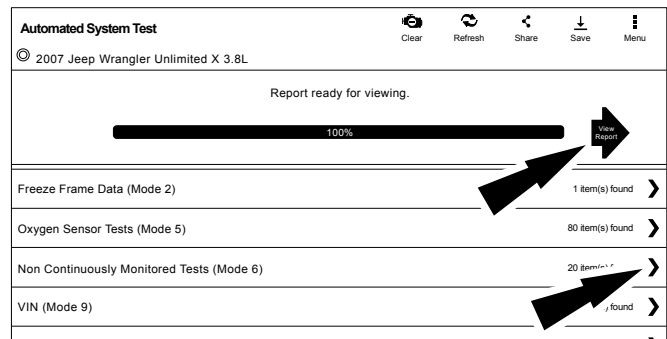 Automated System Test
Clear
Refresh
Share
Save
Menu
2007 Jeep Wrangler Unlimited X 3.8L
Report ready for viewing.
100%
View
Report
Freeze Frame Data (Mode 2) 1 item(s) found
Oxygen Sensor Tests (Mode 5) 80 item(s) found
Non Continuously Monitored Tests (Mode 6) 20
VIN (Mode 9) found